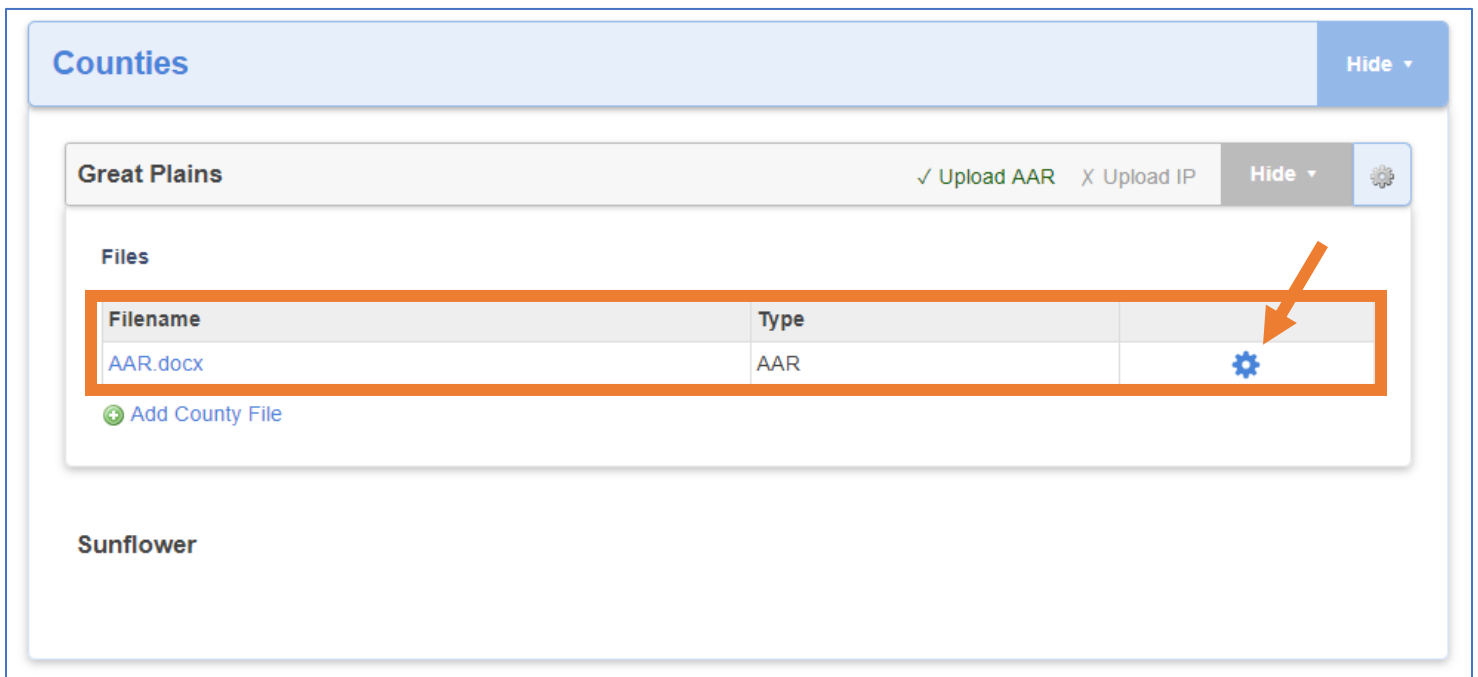 Counties Hide
Great Plains ✓ Upload AAR X Upload IP Hide
Files
Filename Type
AAR.docx AAR
Add County File
Sunflower